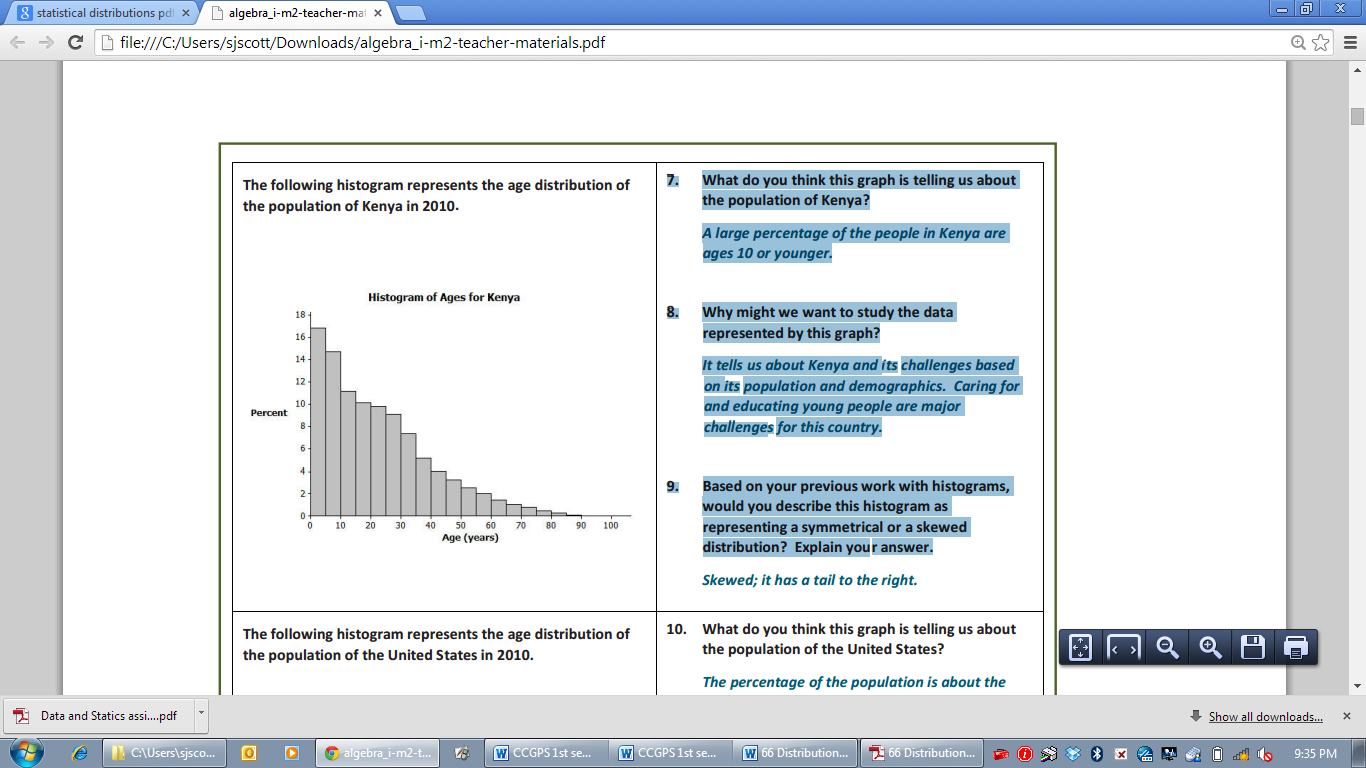 statistical distributions pd
algebra_i-m2-teacher-mat
file:///C:/Users/sjscott/Downloads/algebra_i-m2-teacher-materials.pdf
The following histogram represents the age distribution of
the population of Kenya in 2010.
Histogram of Ages for Kenya
18
16
14
12
10
8
6
4
2
0
Percent
0 10 20 30 40 50 60 70 80 90 100
Age (years)
7. What do you think this graph is telling us about
the population of Kenya?
A large percentage of the people in Kenya are
ages 10 or younger.
8. Why might we want to study the data
represented by this graph?
It tells us about Kenya and its challenges based
on its population and demographics. Caring for
and educating young people are major
challenges for this country.
9. Based on your previous work with histograms,
would you describe this histogram as
representing a symmetrical or a skewed
distribution? Explain your answer.
Skewed; it has a tail to the right.
The following histogram represents the age distribution of
the population of the United States in 2010.
10. What do you think this graph is telling us about
the population of the United States?
The percentage of the population is about the
Data and Statics assi....pdf
Show all downloads...
C:\Users\sjsco...
algebra_i-m2-t...
CCGPS 1st se...
CCGPS 1st se...
66 Distribution...
66 Distribution...
9:35 PM